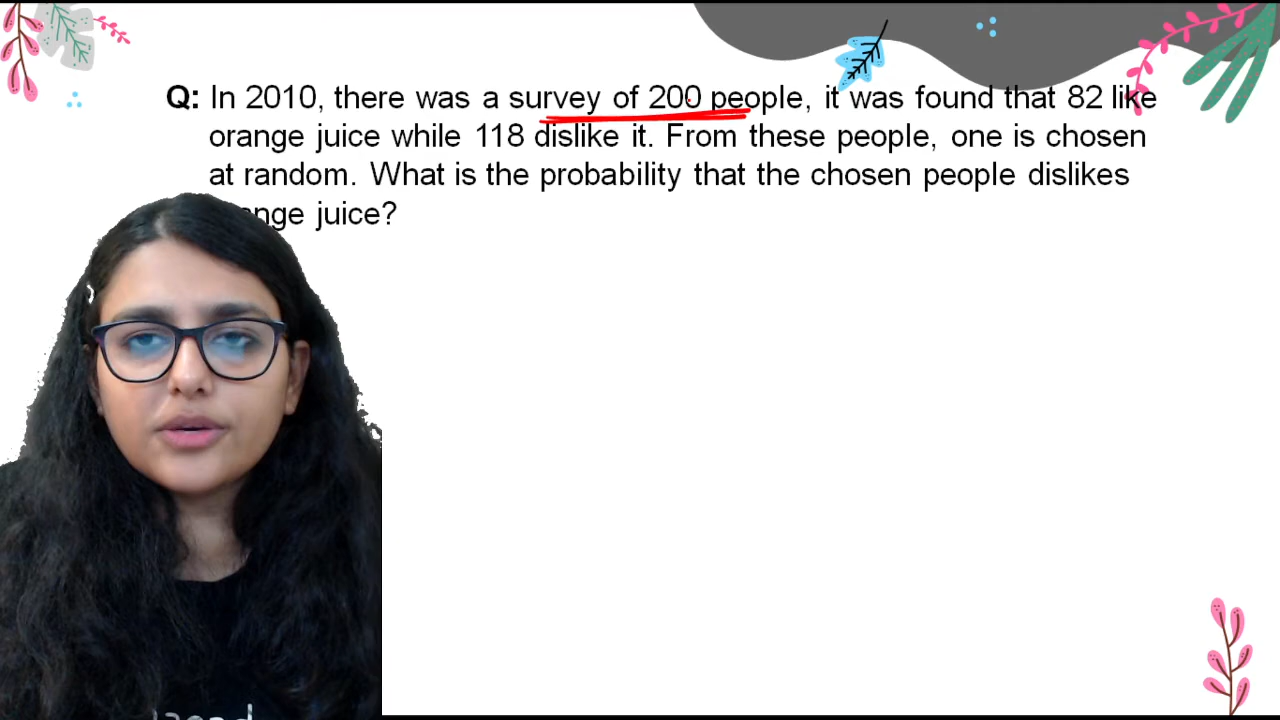 Q: In 2010, there was a survey of 200 people, it was found that 82 like
orange juice while 118 dislike it. From these people, one is chosen
at random. What is the probability that the chosen people dislikes
juice?